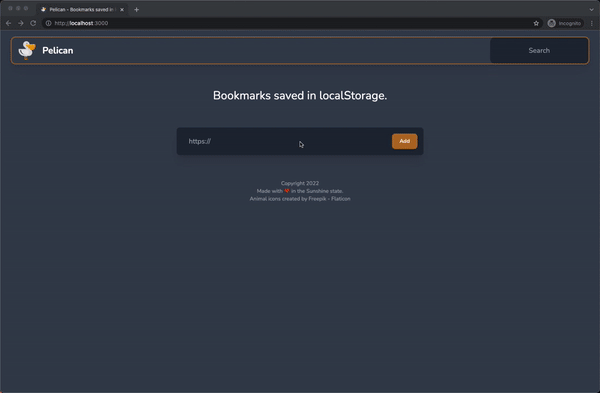 Pelican - Bookmarks saved in
http://localhost:3000
Incognito
Pelican
Search
Bookmarks saved in localStorage.
https://
Add
Copyright 2022
Made with in the Sunshine state.
Animal icons created by Freepik - Flaticon